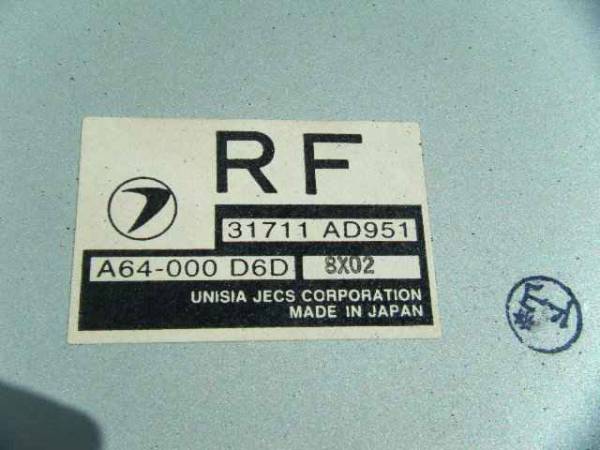 RF
31711 AD951
A64-000 D6D
8X02
UNISIA JECS CORPORATION
MADE IN JAPAN